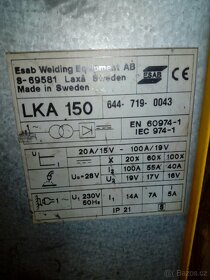 Esab Welding Equipment AB
S-69581 Laxå Sweden
Made in Sweden
ESAB
CE
LKA 150 644-719-0043
EN 60974-1
IEC 974-1
20A/15V - 100A/19V
X 20% 60% 100%
U₀=28V I₂ 100A 55A 40A
U₂ 19V 17V 16V
U₁ 230V I₁ 14A 7A 5A
50Hz
IP 21